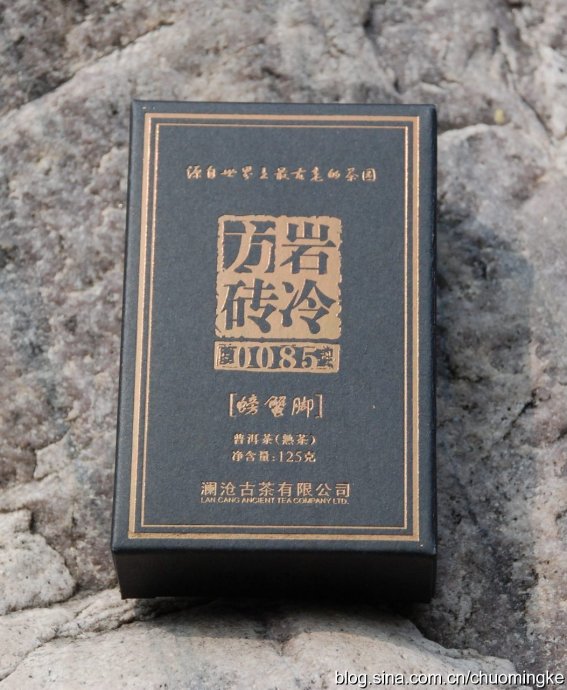 源自世界上最古老的茶园
岩冷
方砖
0085
[螃蟹脚]
普洱茶(熟茶)
净含量:125克
澜沧古茶有限公司
LAN CANG ANCIENT TEA COMPANY LTD.
blog.sina.com.cn/chuomingke